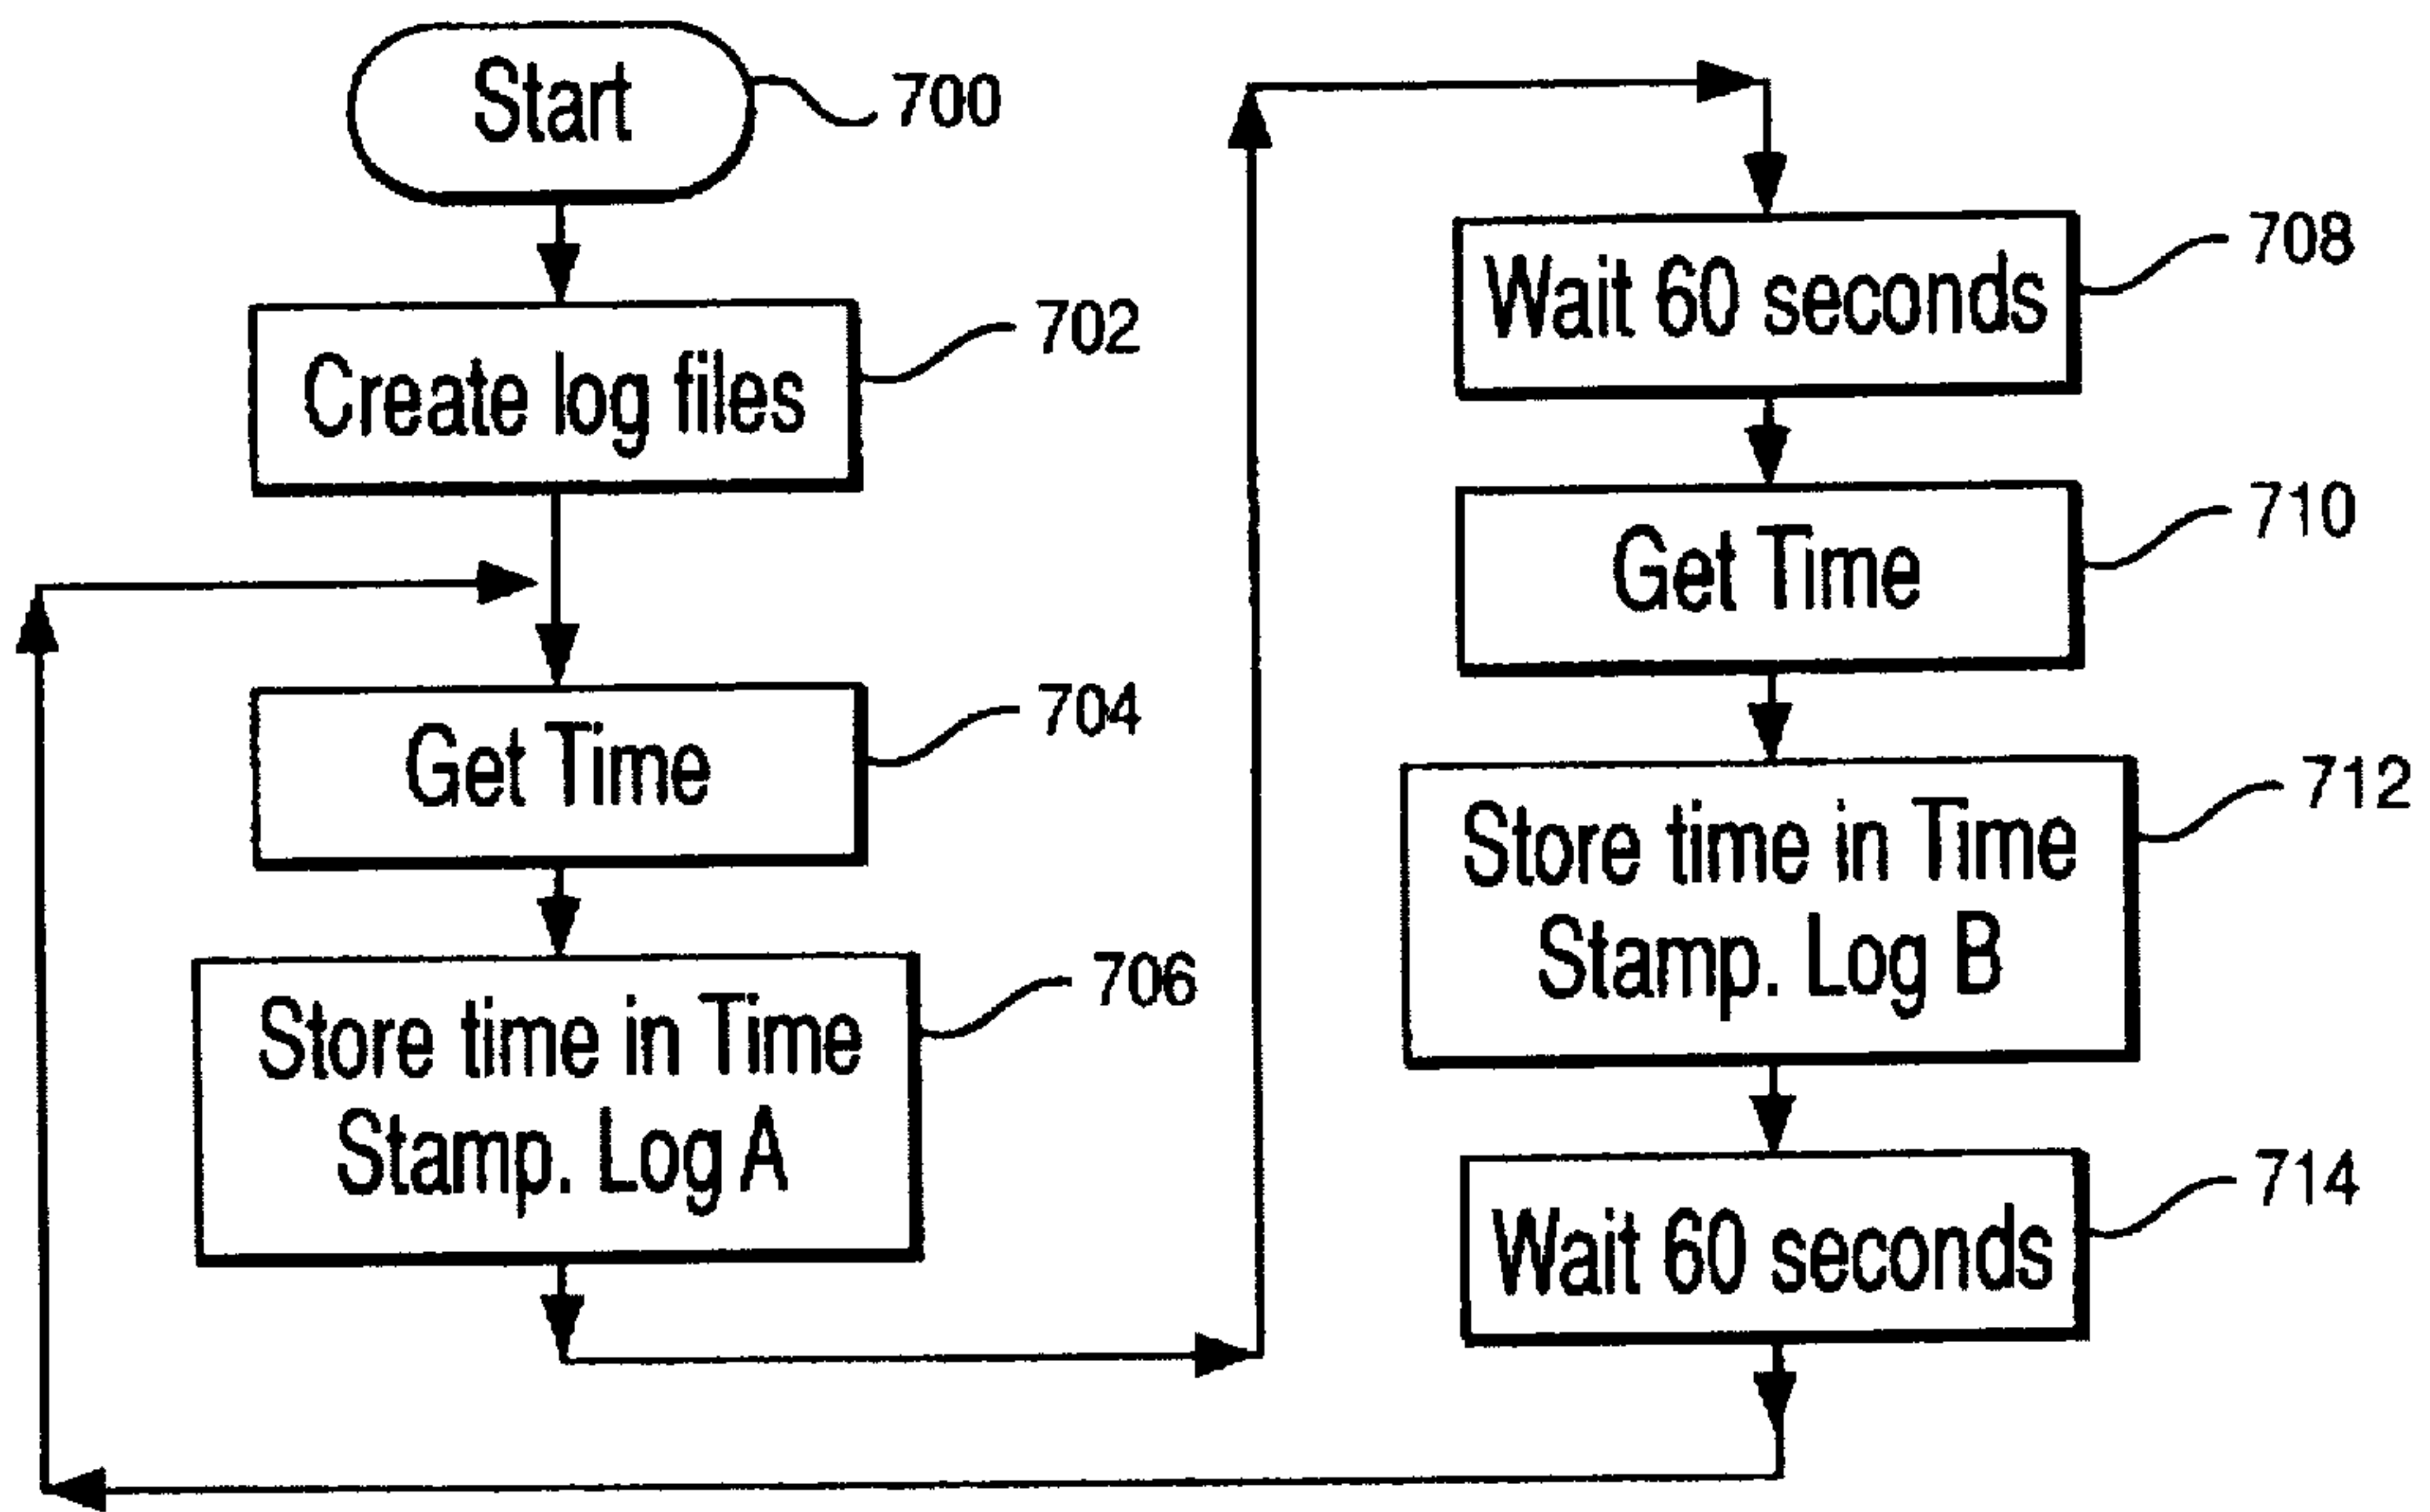 Start
700
Create log files
702
Get Time
704
Store time in Time
Stamp. Log A
706
Wait 60 seconds
708
Get Time
710
Store time in Time
Stamp. Log B
712
Wait 60 seconds
714